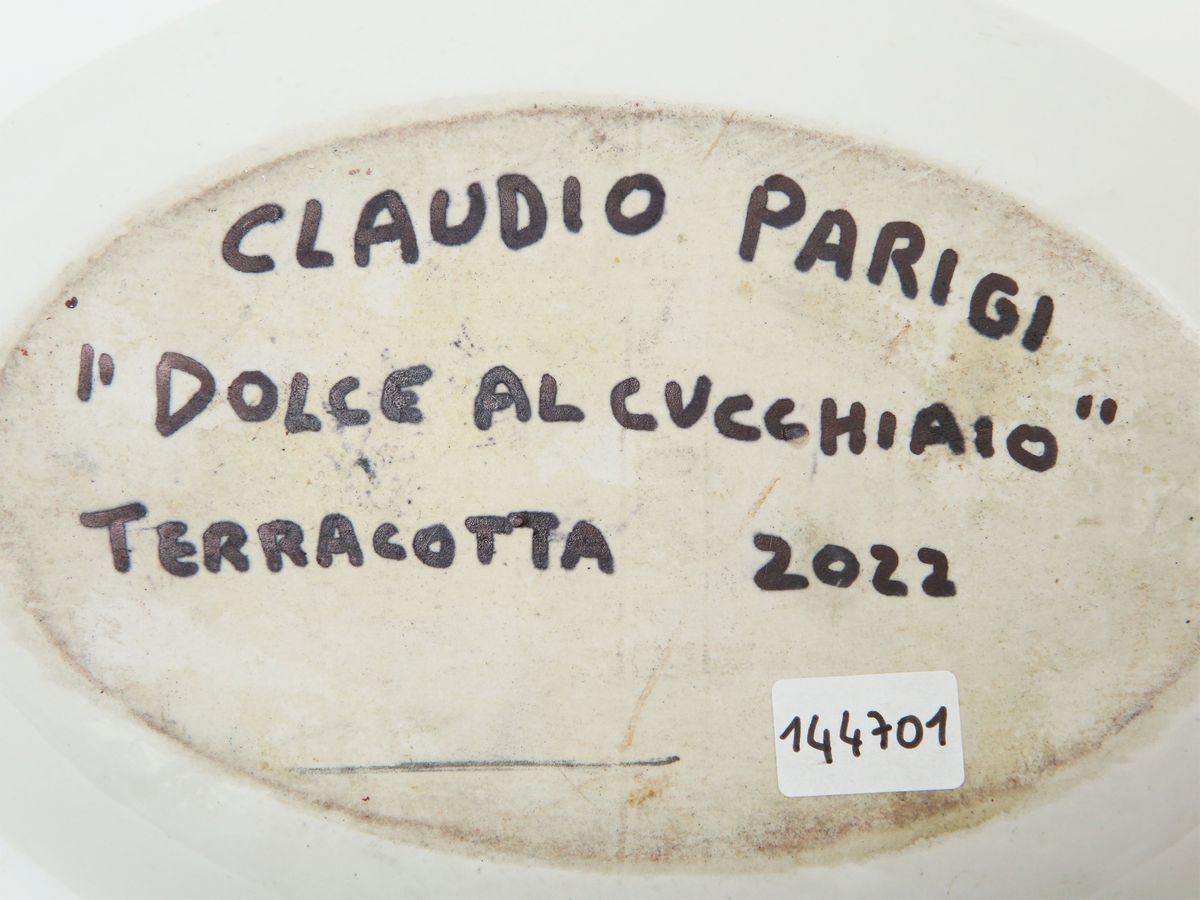 CLAUDIO PARIGI
"DOLCE AL CUCCHIAIO"
TERRACOTTA 2022
144701